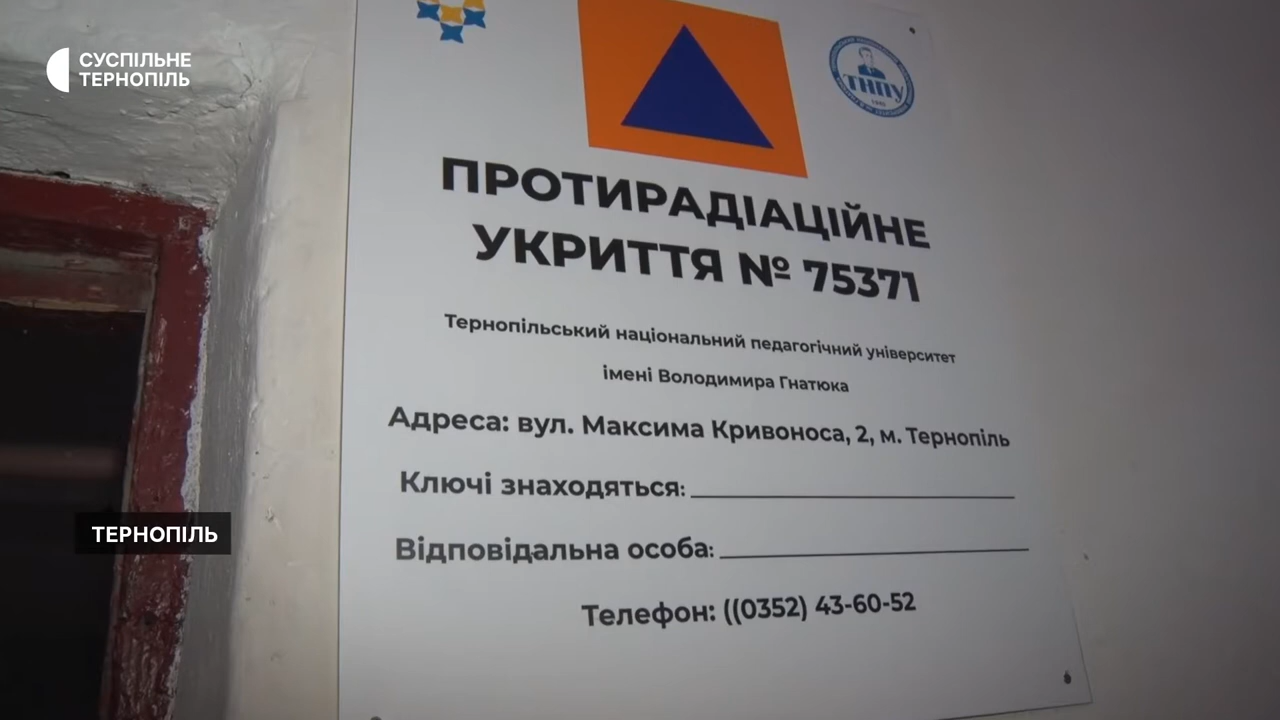 СУСПІЛЬНЕ
ТЕРНОПІЛЬ
ТНПУ
ПРОТИРАДІАЦІЙНЕ
УКРИТТЯ № 75371
Тернопільський національний педагогічний університет
імені Володимира Гнатюка
Адреса: вул. Максима Кривоноса, 2, м. Тернопіль
Ключі знаходяться:
Відповідальна особа:
ТЕРНОПІЛЬ
Телефон: ((0352) 43-60-52